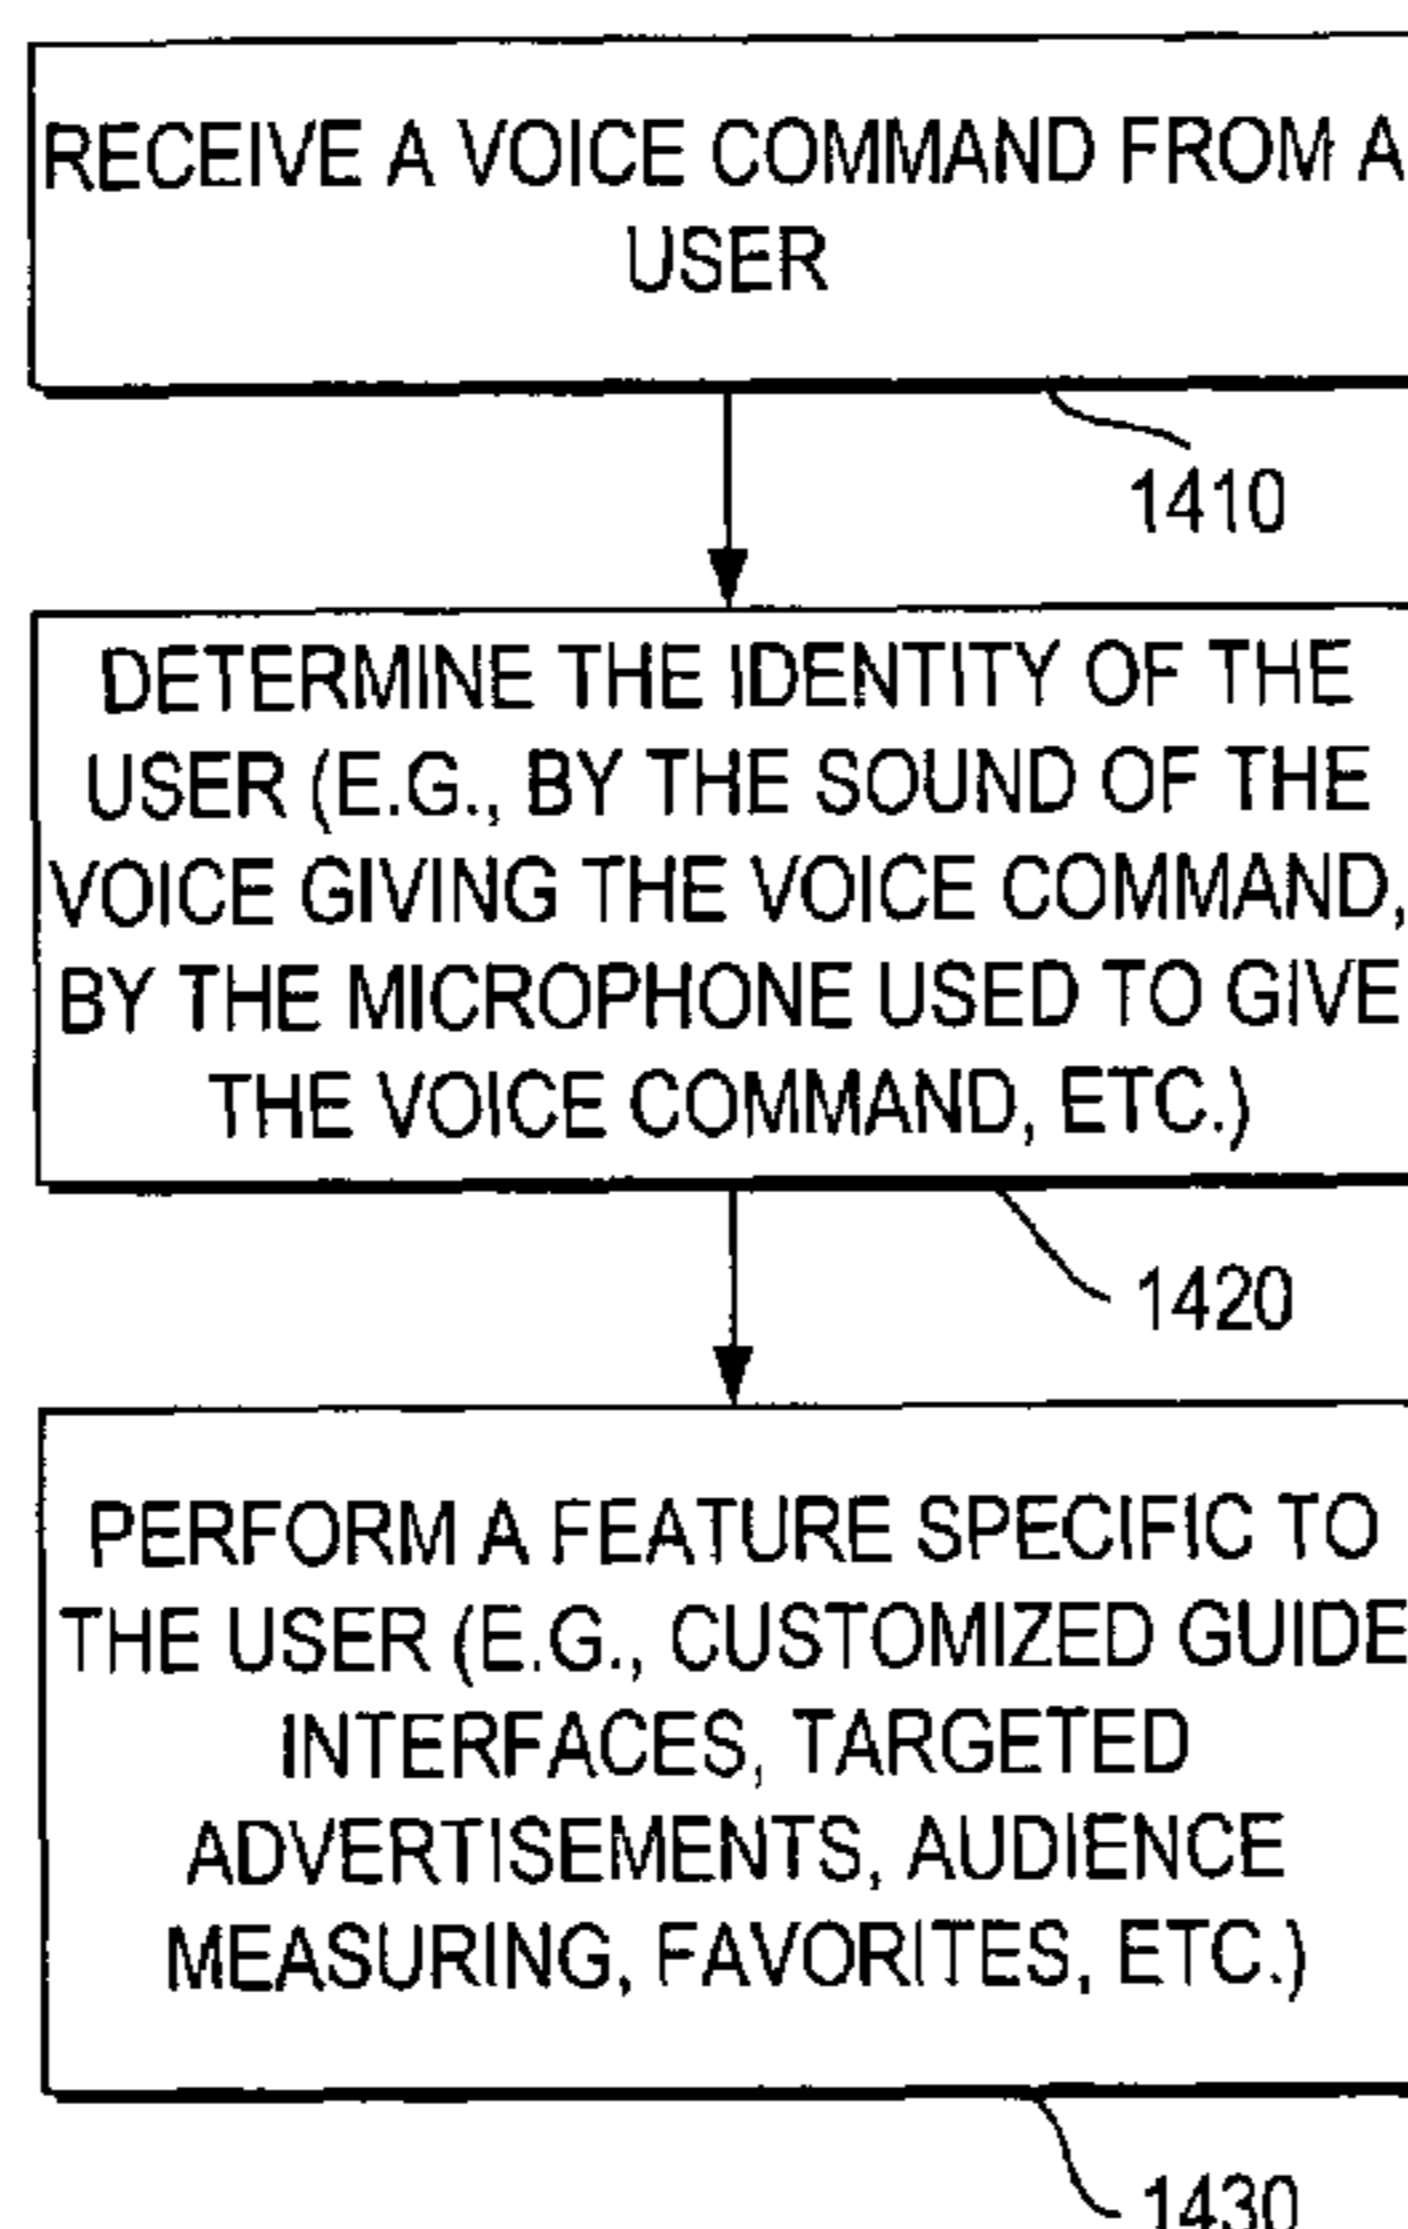 RECEIVE A VOICE COMMAND FROM A
USER
1410
DETERMINE THE IDENTITY OF THE
USER (E.G., BY THE SOUND OF THE
VOICE GIVING THE VOICE COMMAND,
BY THE MICROPHONE USED TO GIVE
THE VOICE COMMAND, ETC.)
1420
PERFORM A FEATURE SPECIFIC TO
THE USER (E.G., CUSTOMIZED GUIDE
INTERFACES, TARGETED
ADVERTISEMENTS, AUDIENCE
MEASURING, FAVORITES, ETC.)
1430